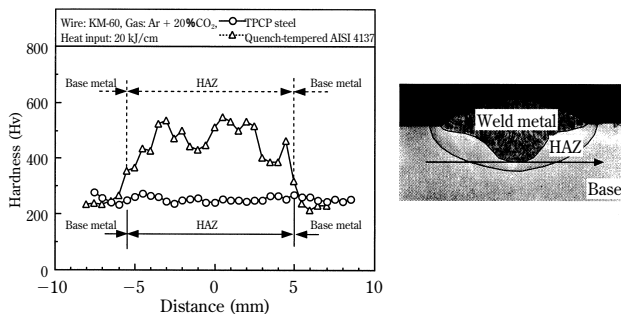 Wire: KM-60, Gas: Ar + 20%CO₂, TPCP steel
Heat input: 20 kJ/cm Quench-tempered AISI 4137
800
600
400
200
0
Hardness (Hv)
Base metal HAZ Base metal
Base metal HAZ Base metal
−10 −5 0 5 10
Distance (mm)
Weld metal
HAZ
Base